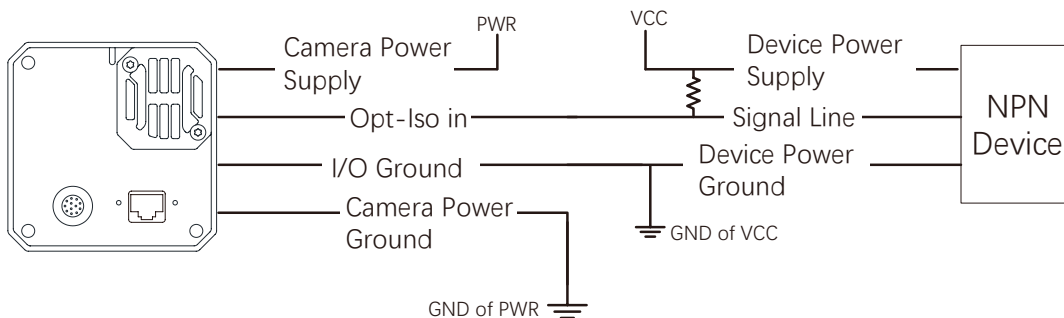 PWR
VCC
Camera Power
Supply
Device Power
Supply
Opt-Iso in
Signal Line
NPN
Device
I/O Ground
Device Power
Ground
Camera Power
Ground
GND of VCC
GND of PWR